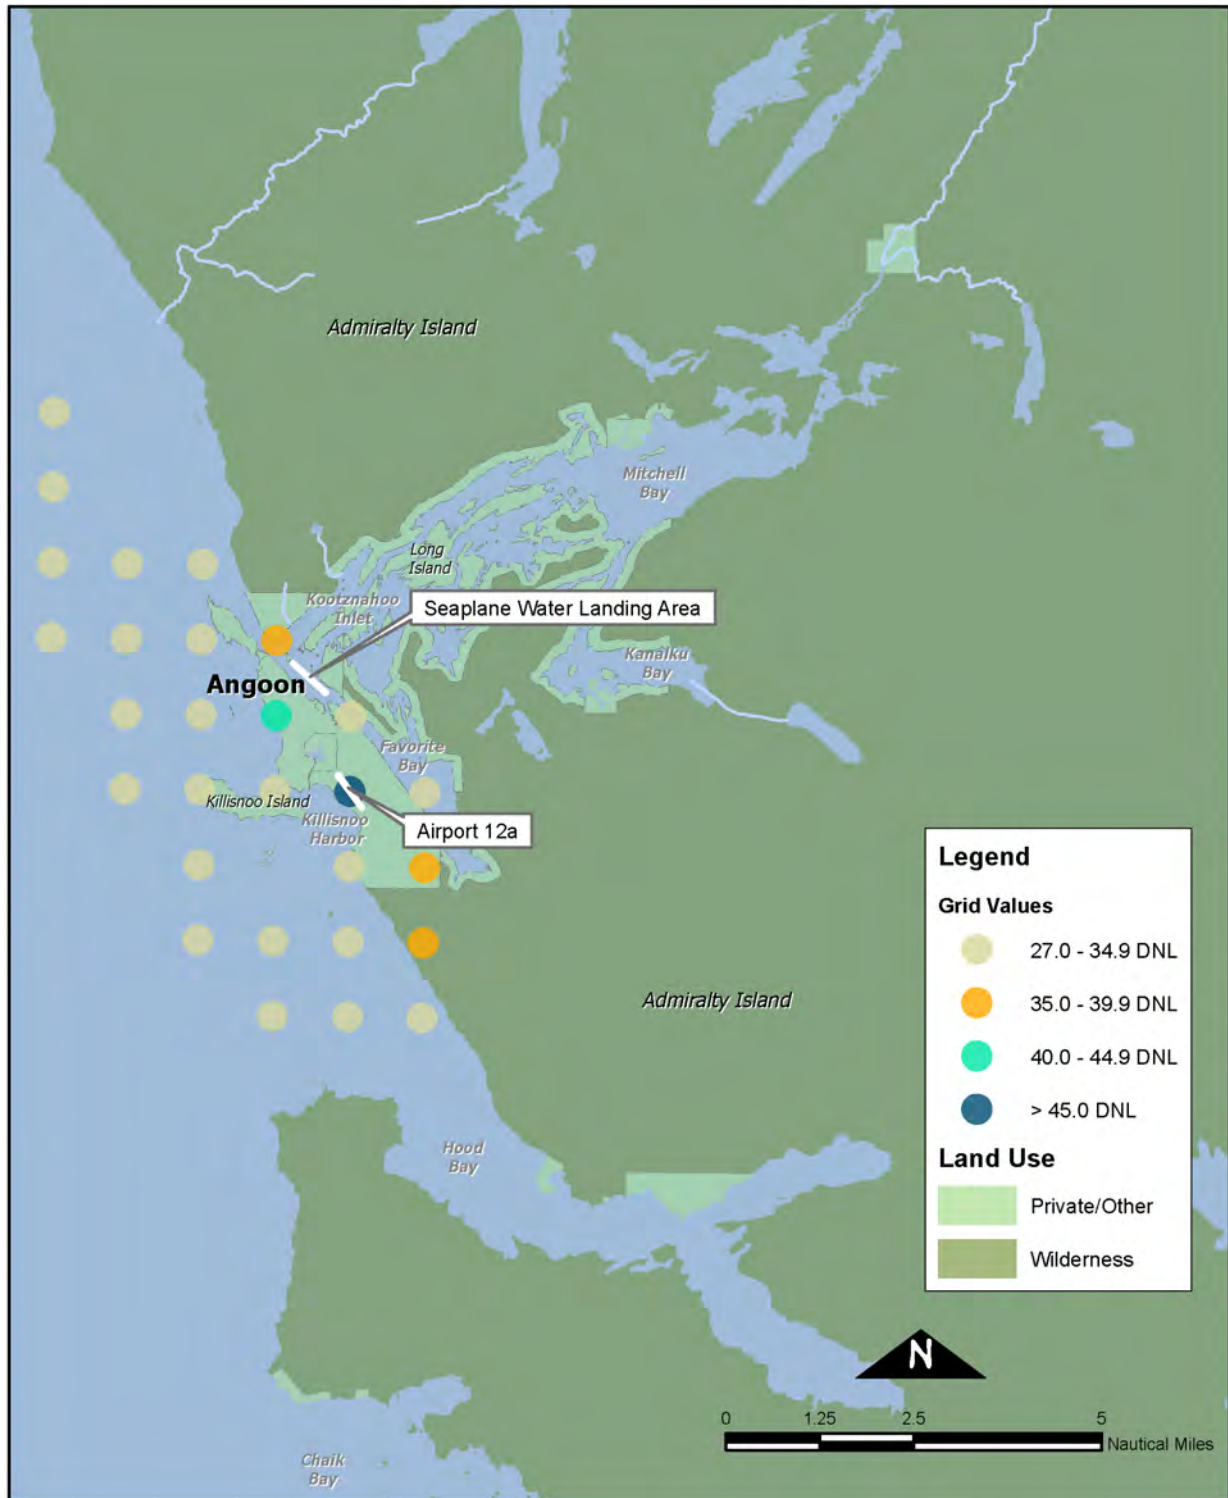 Admiralty Island
Mitchell
Bay
Long
Island
Kootznahoo
Inlet
Seaplane Water Landing Area
Kanalku
Bay
Angoon
Favorite
Bay
Killisnoo Island
Killisnoo
Harbor
Airport 12a
Admiralty Island
Hood
Bay
Chaik
Bay
Legend
Grid Values
27.0 - 34.9 DNL
35.0 - 39.9 DNL
40.0 - 44.9 DNL
> 45.0 DNL
Land Use
Private/Other
Wilderness
N
0 1.25 2.5 5
Nautical Miles